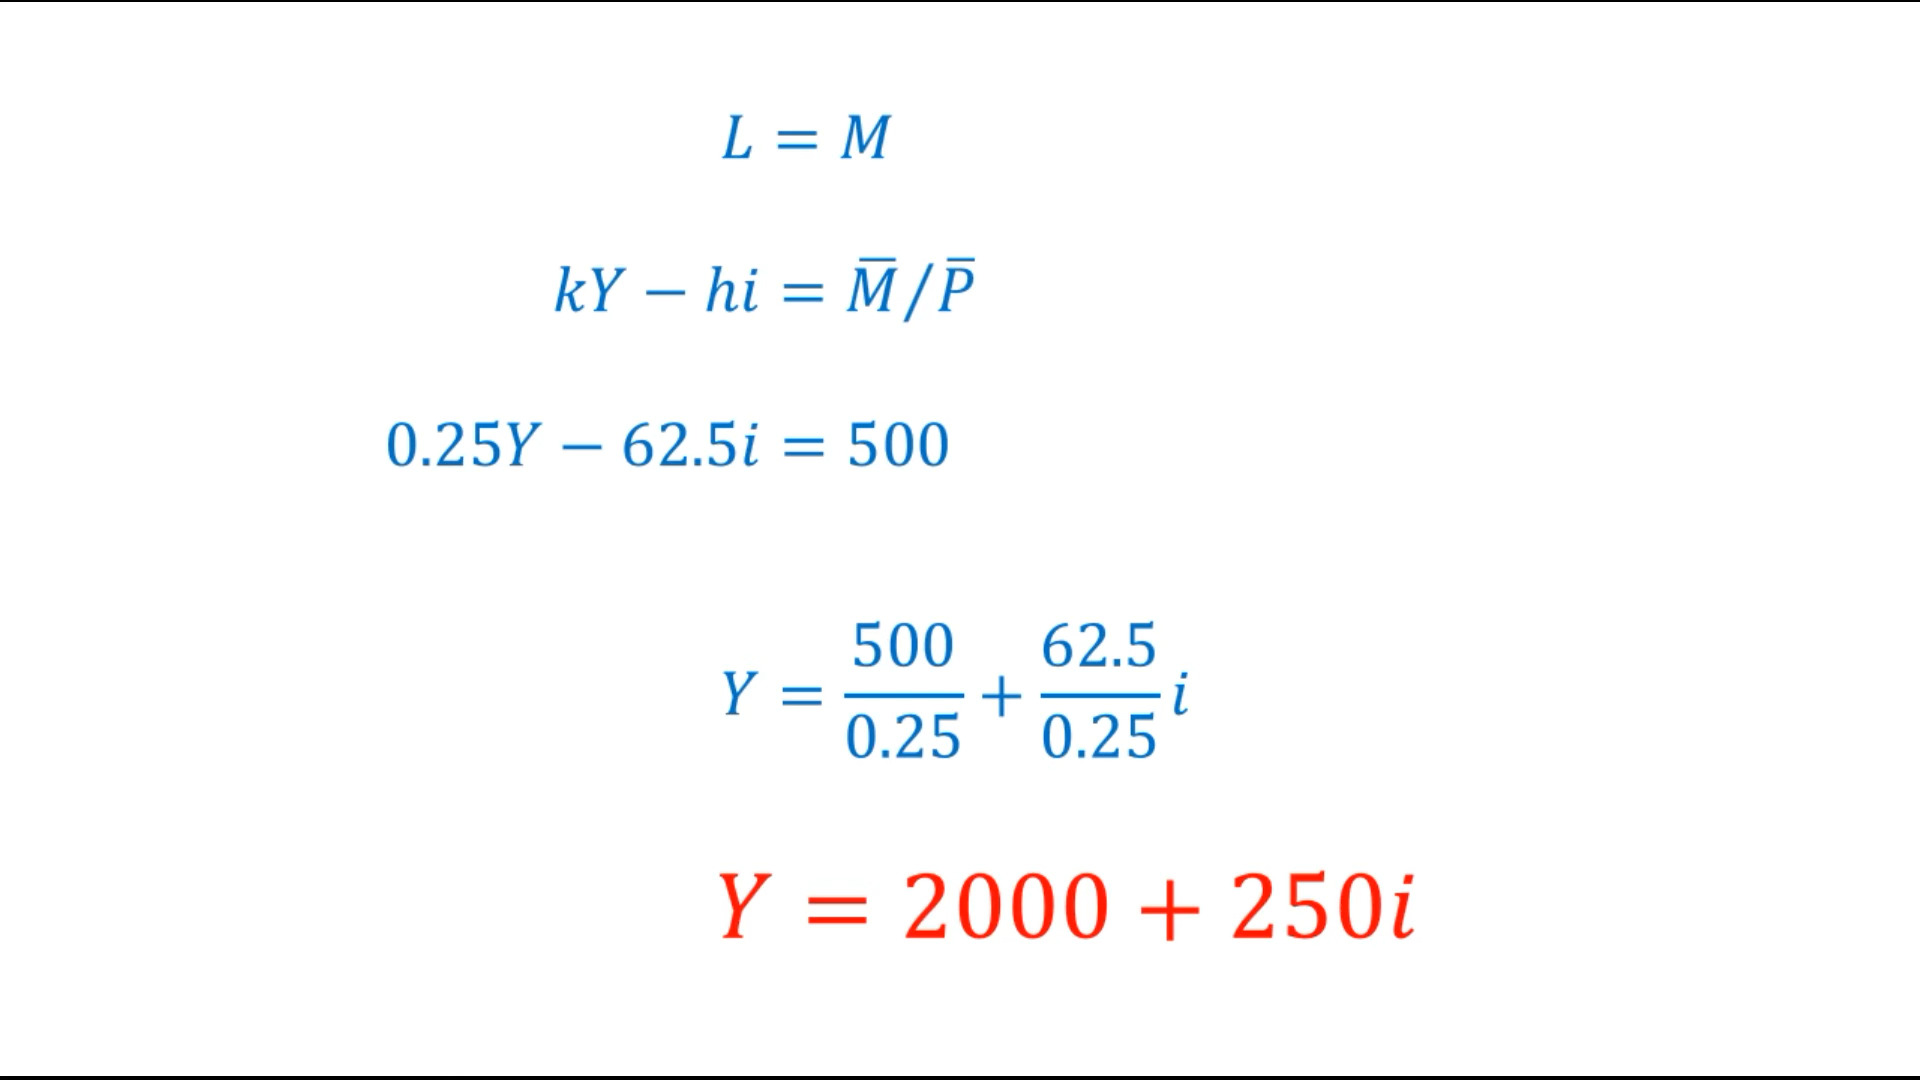 L = M
kY − hi = M̅/P̅
0.25Y − 62.5i = 500
Y = 500/0.25 + 62.5/0.25 i
Y = 2000 + 250i